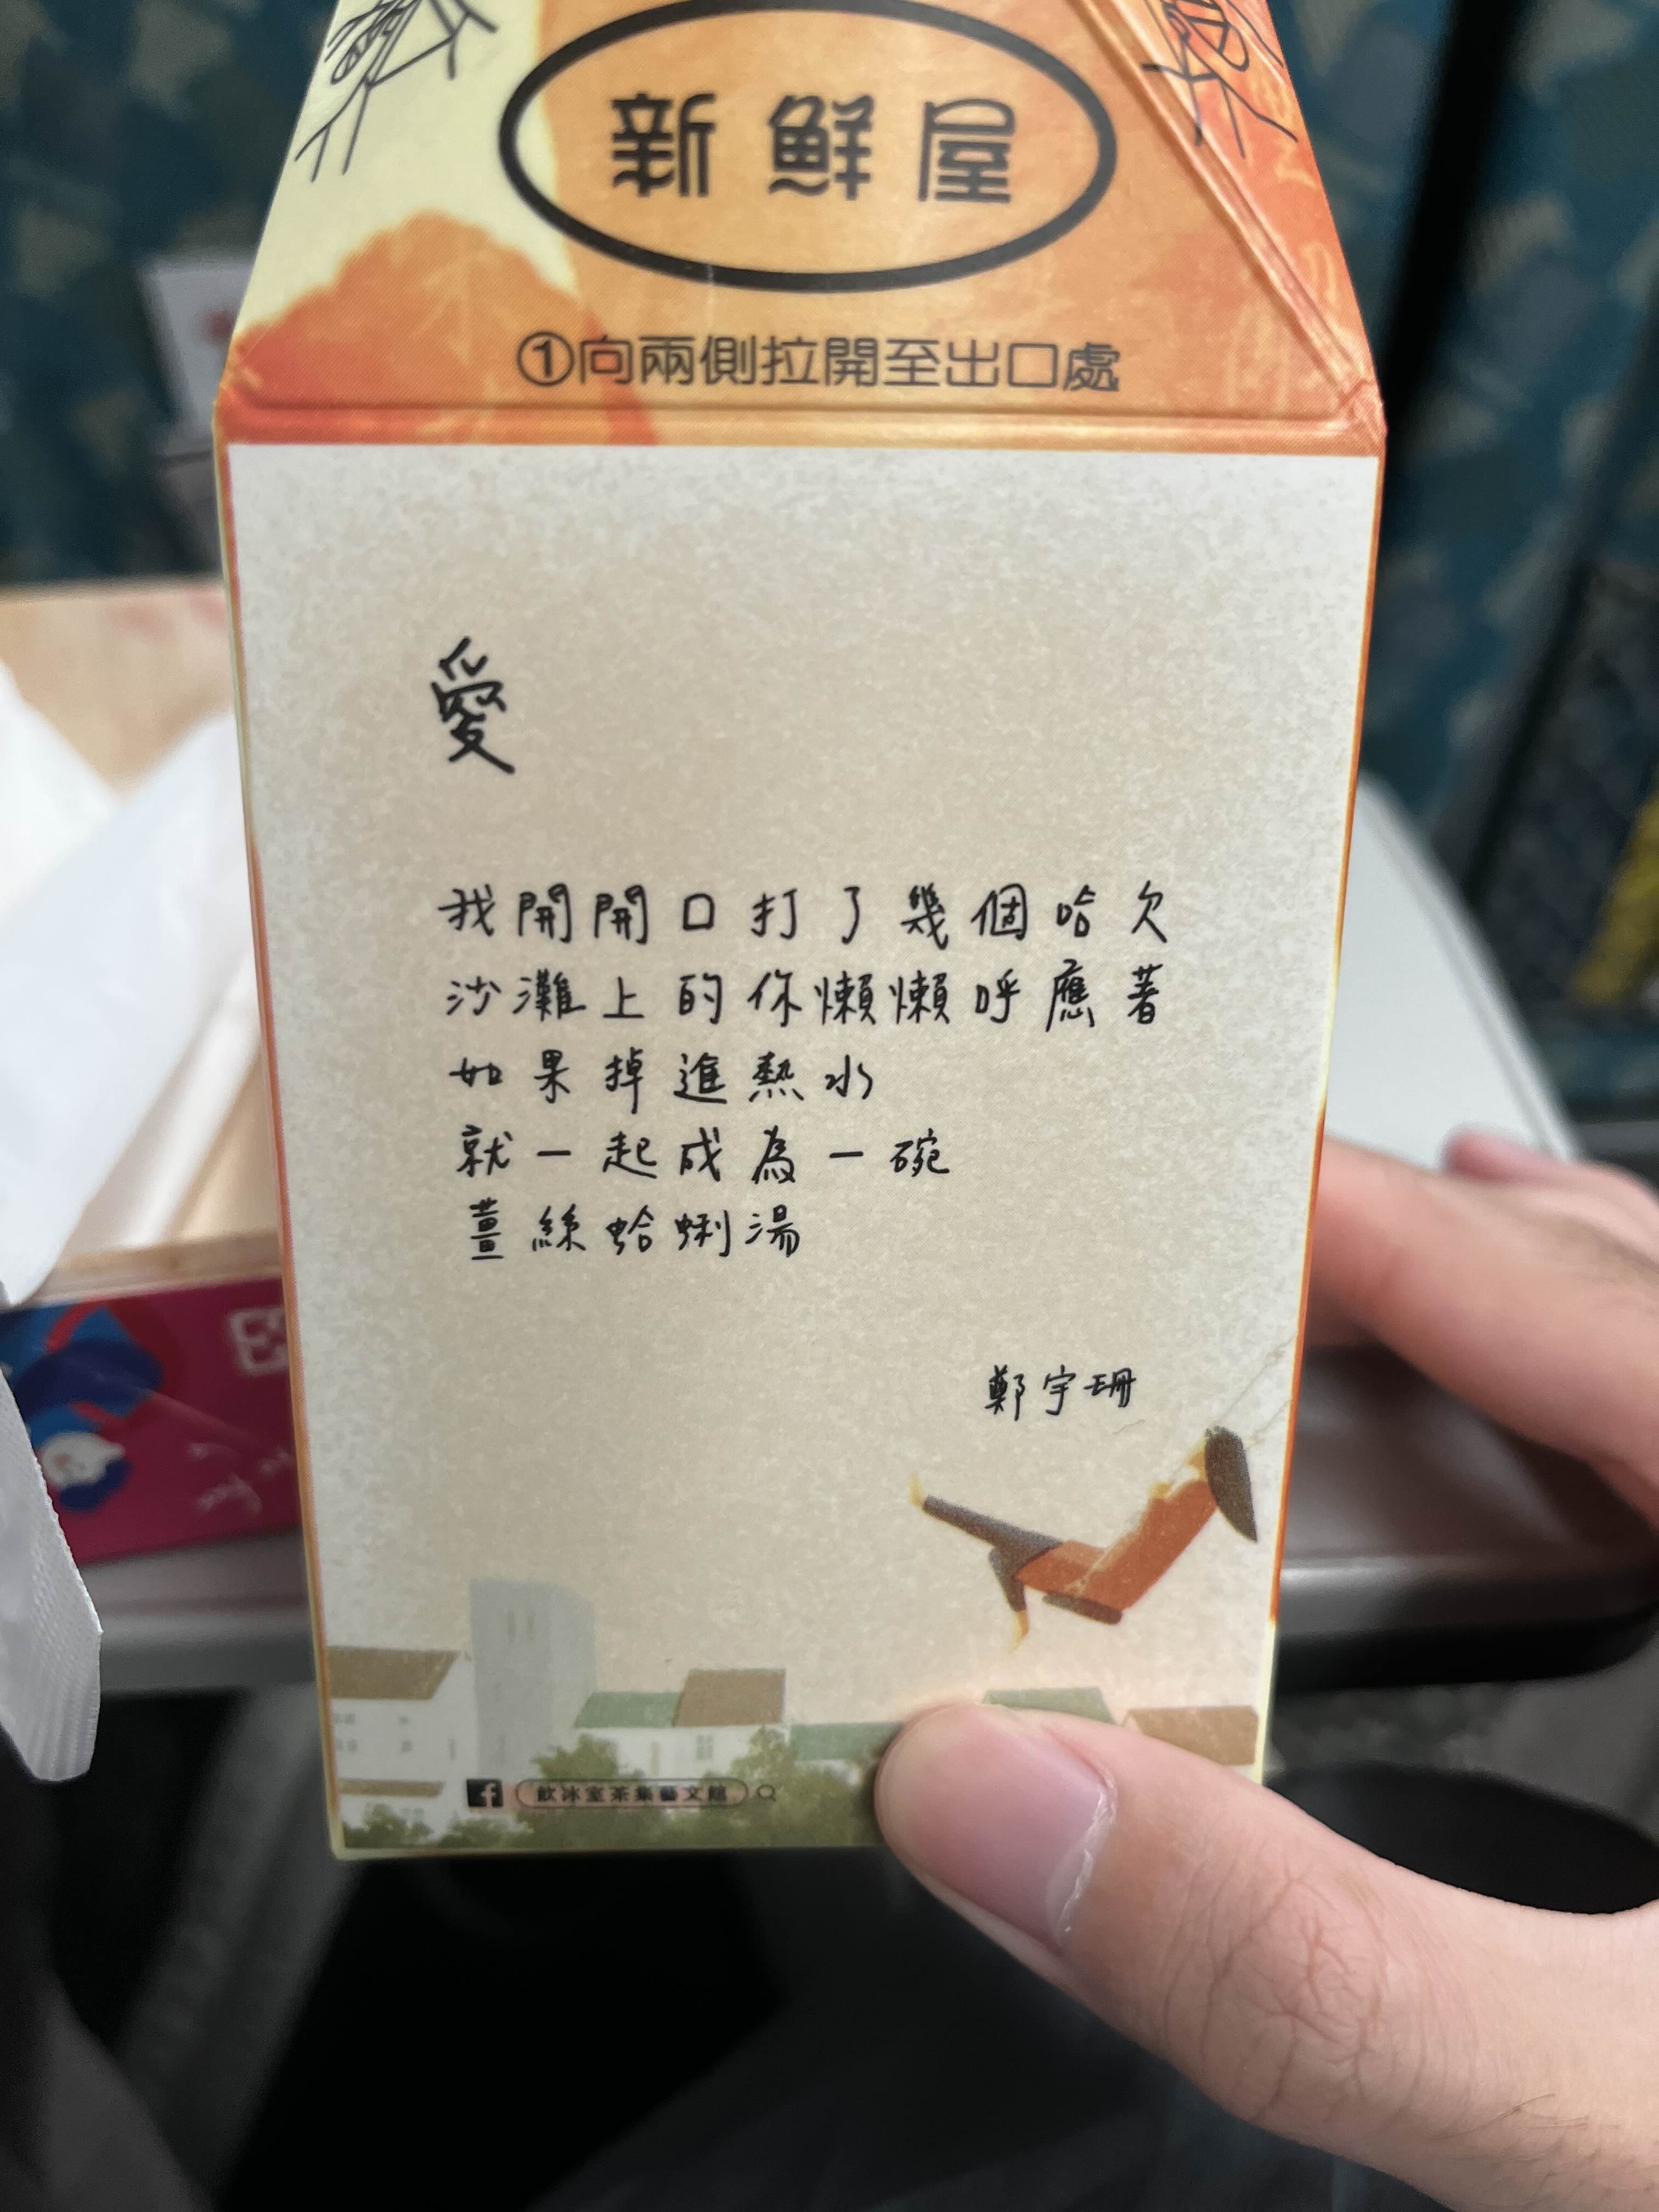 新鮮屋
①向兩側拉開至出口處
愛
我開開口打了幾個哈欠
沙灘上的你懶懶呼應著
如果掉進熱水
就一起成為一碗
薑絲蛤蜊湯
鄭宇珊
飲冰室茶集藝文館